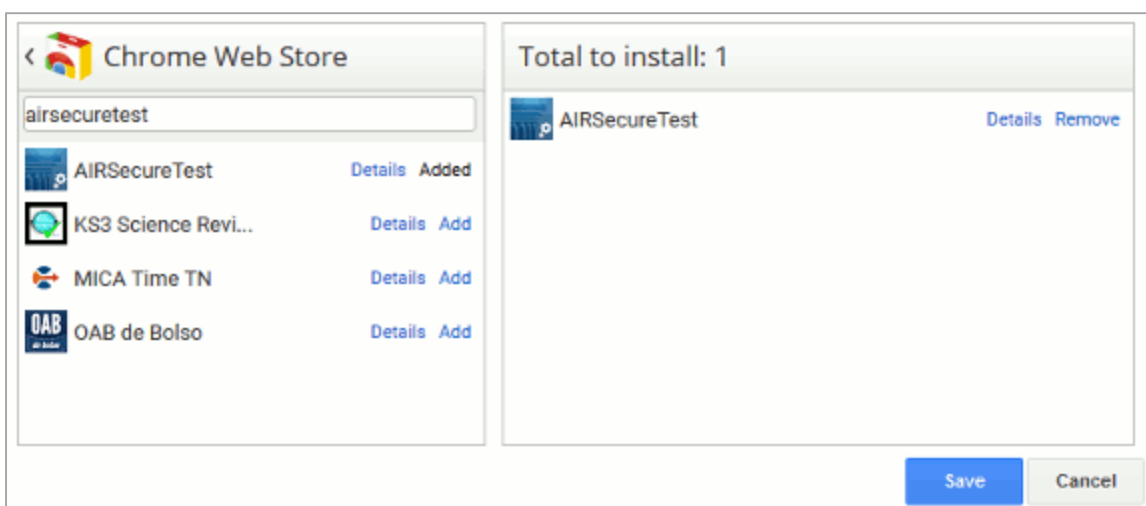 Chrome Web Store
airsecuretest
AIRSecureTest Details Added
KS3 Science Revi... Details Add
MICA Time TN Details Add
OAB OAB de Bolso Details Add
Total to install: 1
AIRSecureTest Details Remove
Save Cancel